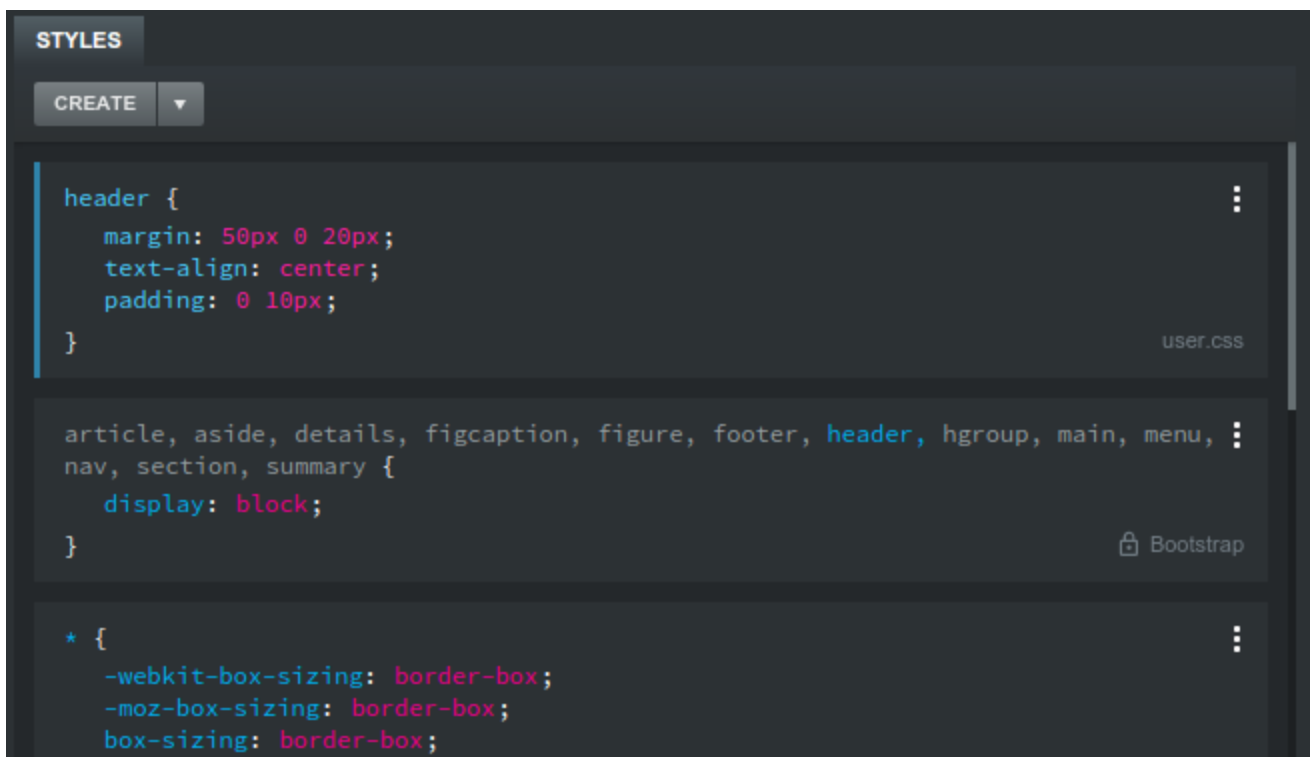 STYLES
CREATE
header {
margin: 50px 0 20px;
text-align: center;
padding: 0 10px;
}
user.css
article, aside, details, figcaption, figure, footer, header, hgroup, main, menu,
nav, section, summary {
display: block;
}
Bootstrap
* {
-webkit-box-sizing: border-box;
-moz-box-sizing: border-box;
box-sizing: border-box;